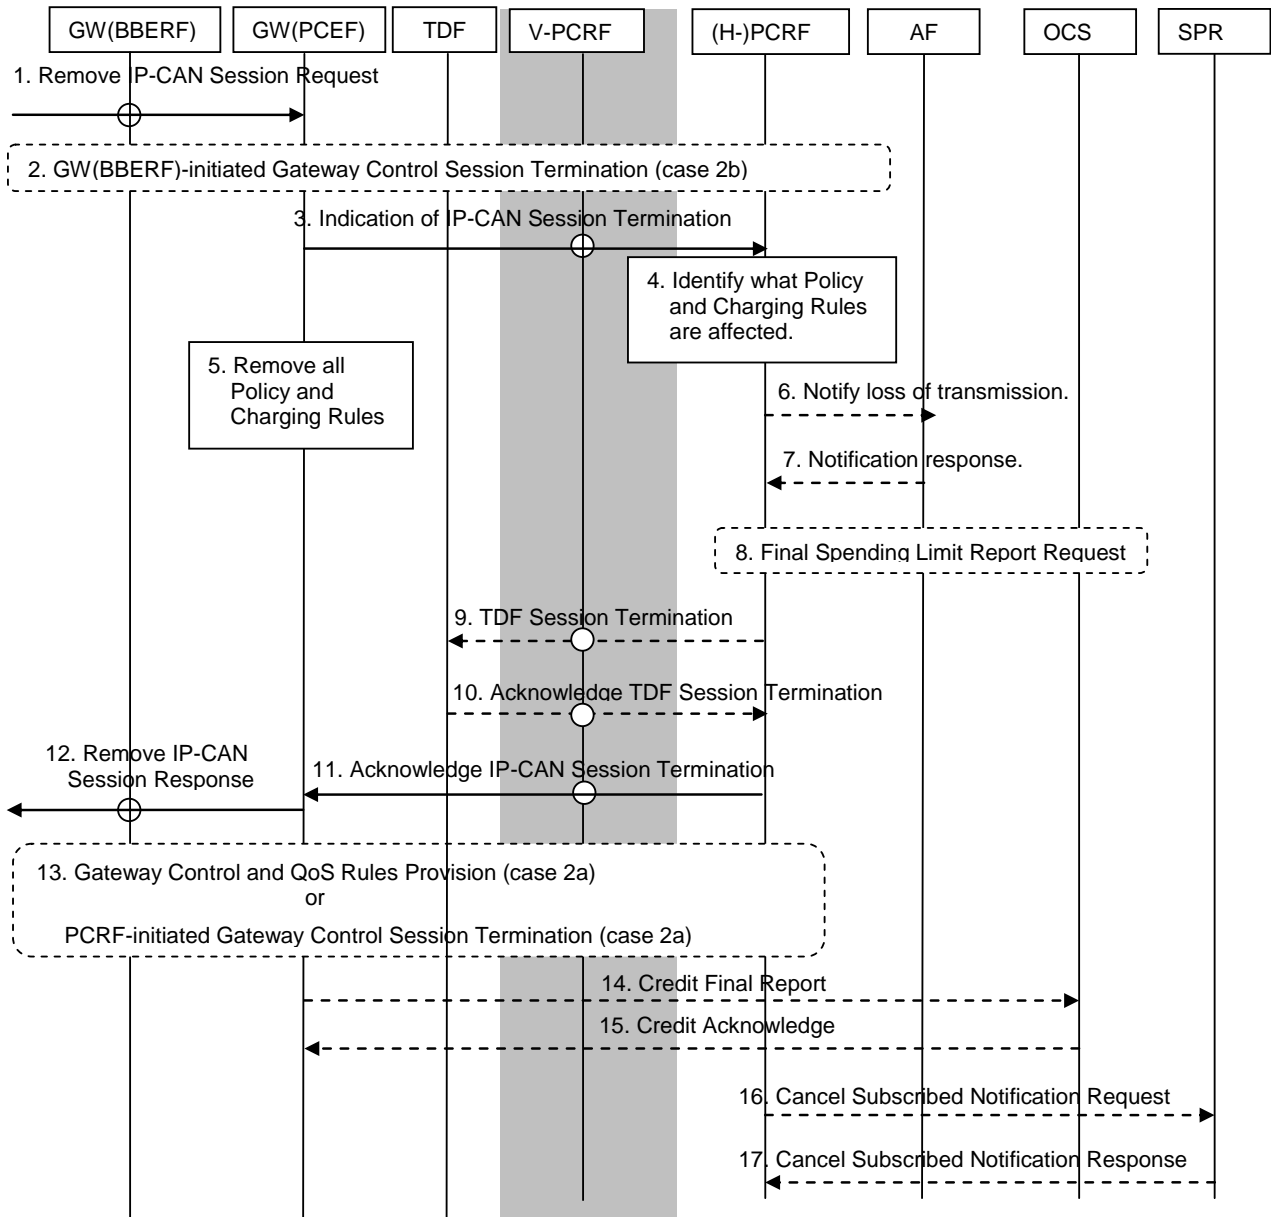 GW(BBERF)
GW(PCEF)
TDF
V-PCRF
(H-)PCRF
AF
OCS
SPR
1. Remove IP-CAN Session Request
2. GW(BBERF)-initiated Gateway Control Session Termination (case 2b)
3. Indication of IP-CAN Session Termination
4. Identify what Policy
and Charging Rules
are affected.
5. Remove all
Policy and
Charging Rules
6. Notify loss of transmission.
7. Notification response.
8. Final Spending Limit Report Request
9. TDF Session Termination
10. Acknowledge TDF Session Termination
12. Remove IP-CAN
Session Response
11. Acknowledge IP-CAN Session Termination
13. Gateway Control and QoS Rules Provision (case 2a)
or
PCRF-initiated Gateway Control Session Termination (case 2a)
14. Credit Final Report
15. Credit Acknowledge
16. Cancel Subscribed Notification Request
17. Cancel Subscribed Notification Response